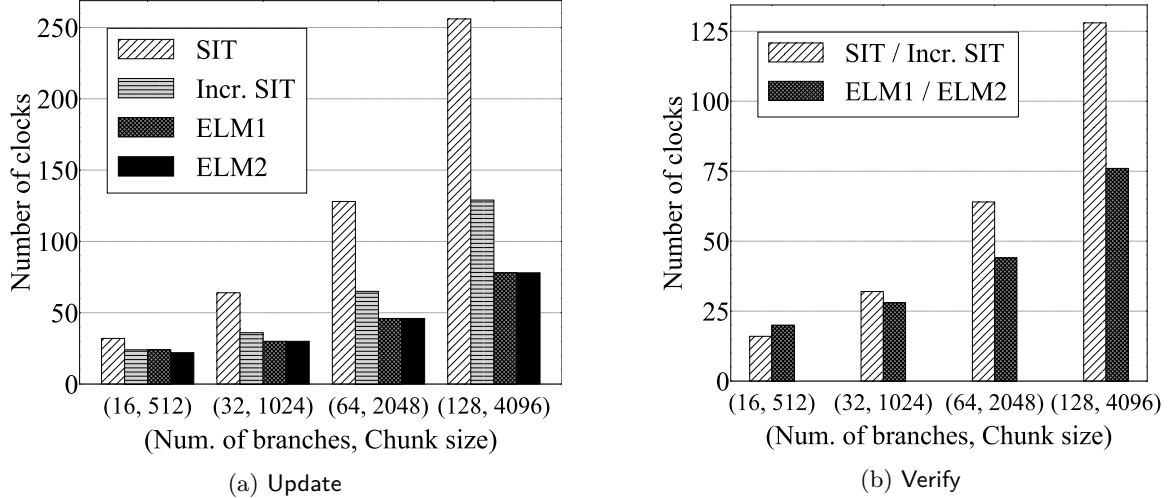 250
200
150
100
50
0
Number of clocks
SIT
Incr. SIT
ELM1
ELM2
(16, 512) (32, 1024) (64, 2048) (128, 4096)
(Num. of branches, Chunk size)
(a) Update
125
100
75
50
25
0
Number of clocks
SIT / Incr. SIT
ELM1 / ELM2
(16, 512) (32, 1024) (64, 2048) (128, 4096)
(Num. of branches, Chunk size)
(b) Verify